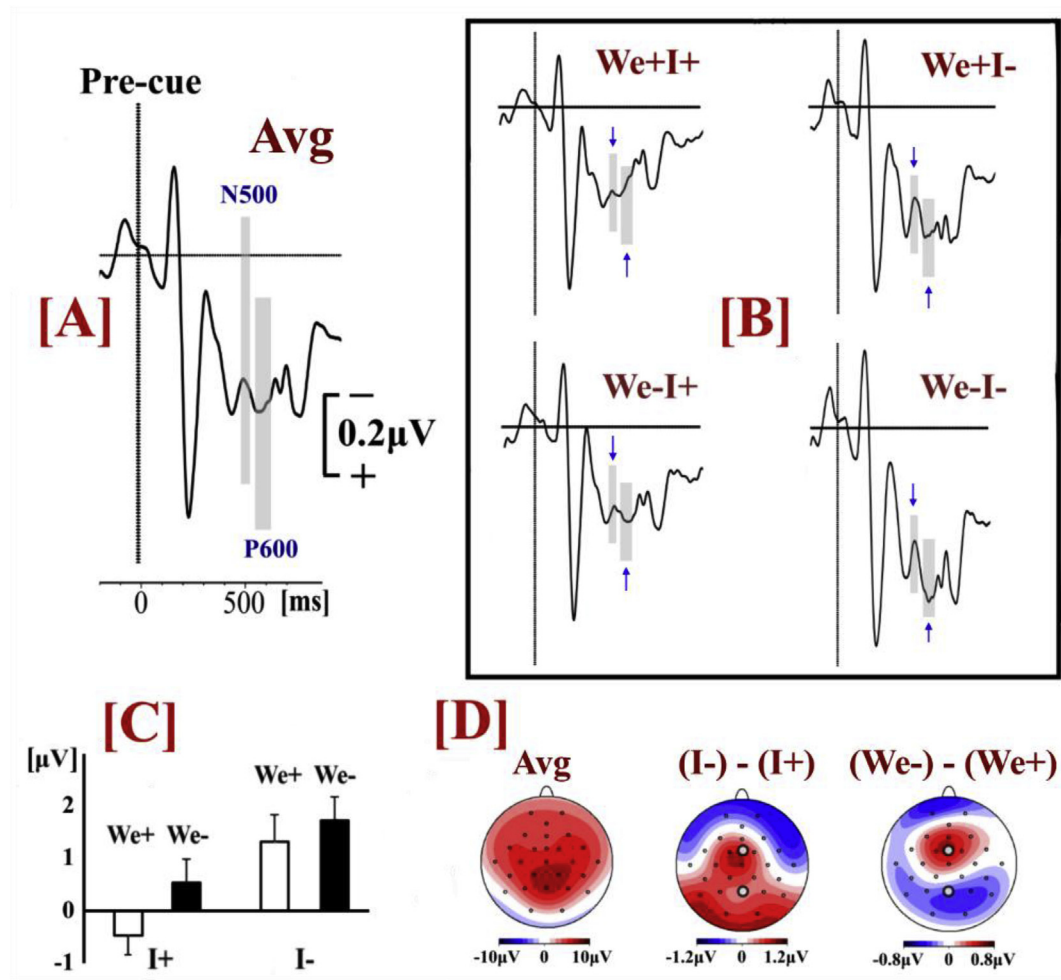 Pre-cue
Avg
N500
[A]
−
0.2μV
+
P600
0 500 [ms]
We+I+
We+I-
[B]
We-I+
We-I-
[C]
[μV]
2
1
0
-1
We+ We-
We+ We-
I+ I-
[D]
Avg
(I-) - (I+)
(We-) - (We+)
-10μV 0 10μV
-1.2μV 0 1.2μV
-0.8μV 0 0.8μV